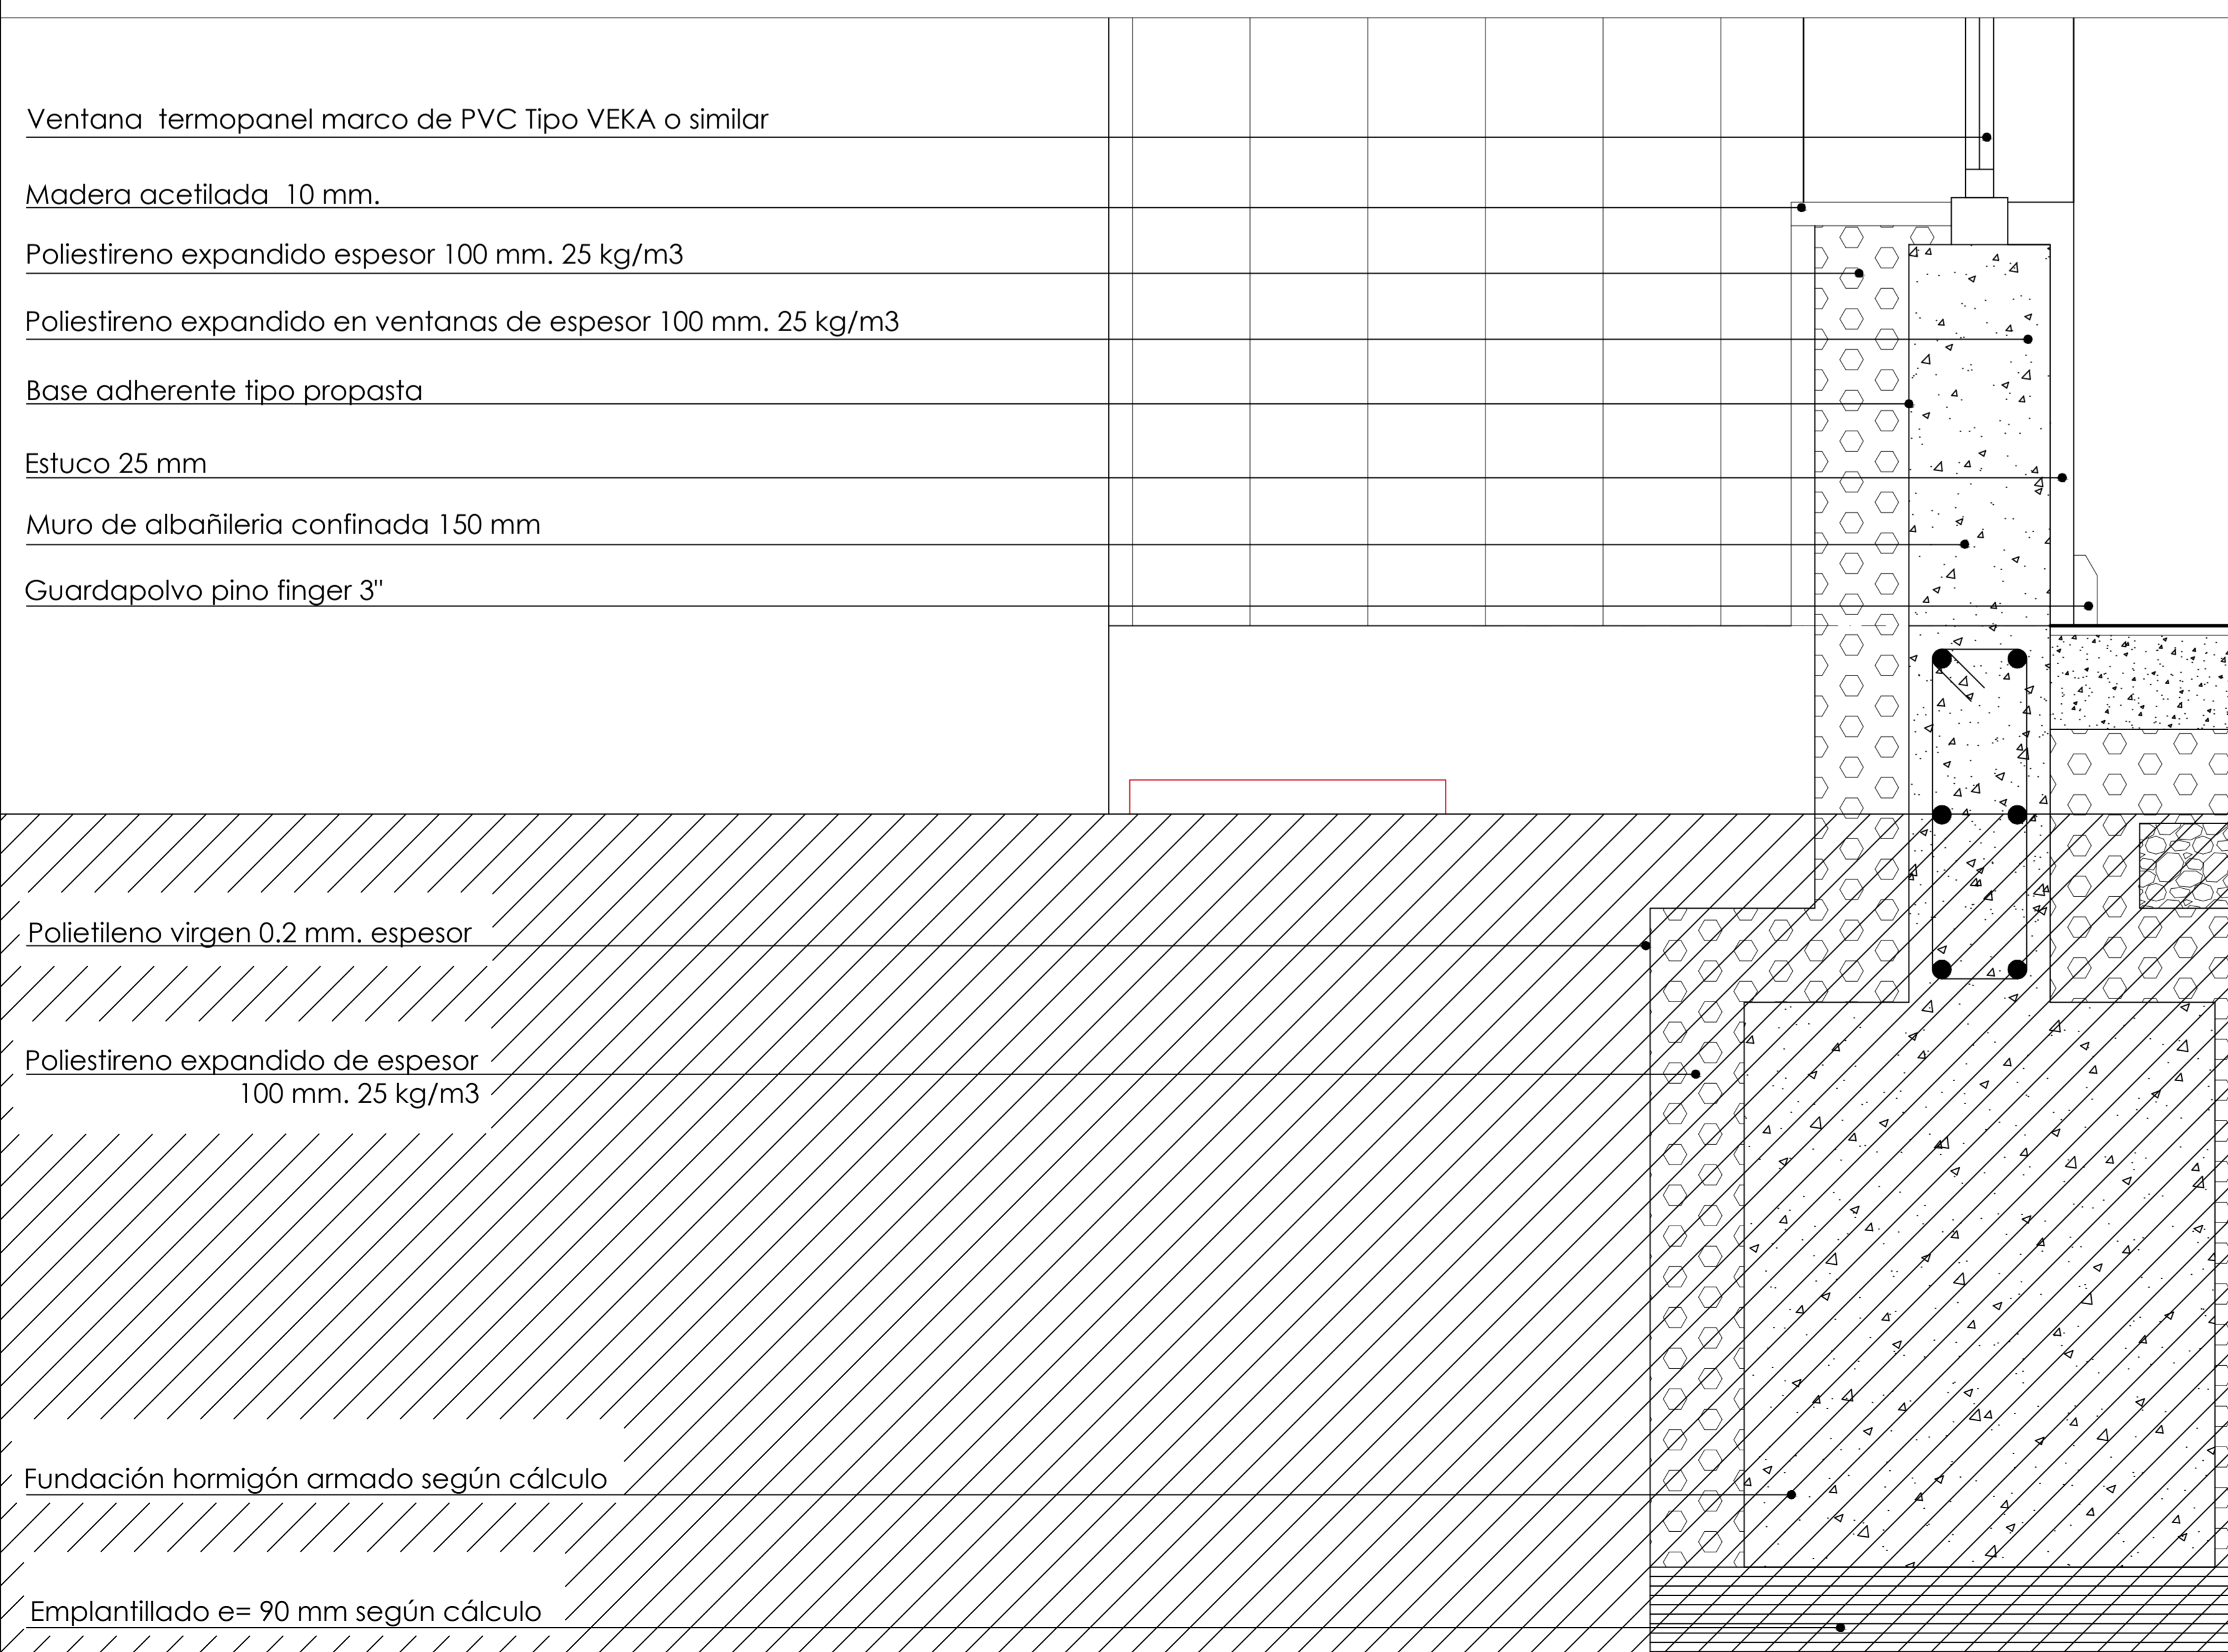 Ventana termopanel marco de PVC Tipo VEKA o similar
Madera acetilada 10 mm.
Poliestireno expandido espesor 100 mm. 25 kg/m3
Poliestireno expandido en ventanas de espesor 100 mm. 25 kg/m3
Base adherente tipo propasta
Estuco 25 mm
Muro de albañileria confinada 150 mm
Guardapolvo pino finger 3"
Polietileno virgen 0.2 mm. espesor
Poliestireno expandido de espesor
100 mm. 25 kg/m3
Fundación hormigón armado según cálculo
Emplantillado e= 90 mm según cálculo